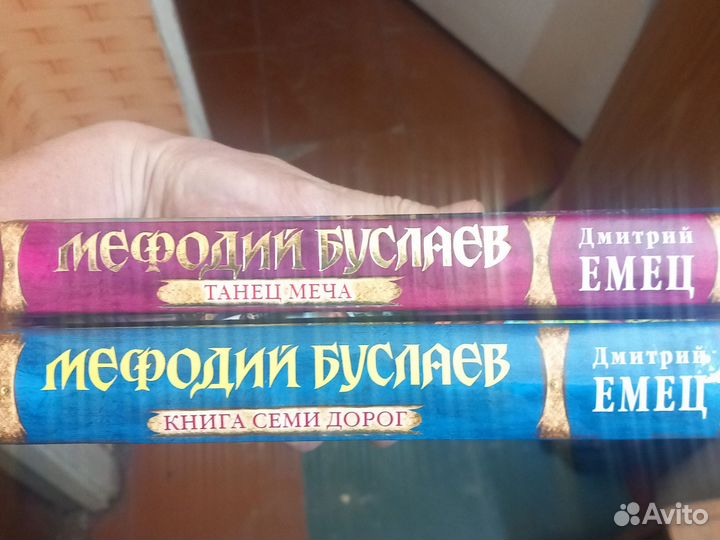 МЕФОДИЙ БУСЛАЕВ
ТАНЕЦ МЕЧА
Дмитрий
ЕМЕЦ
МЕФОДИЙ БУСЛАЕВ
КНИГА СЕМИ ДОРОГ
Дмитрий
ЕМЕЦ
Avito